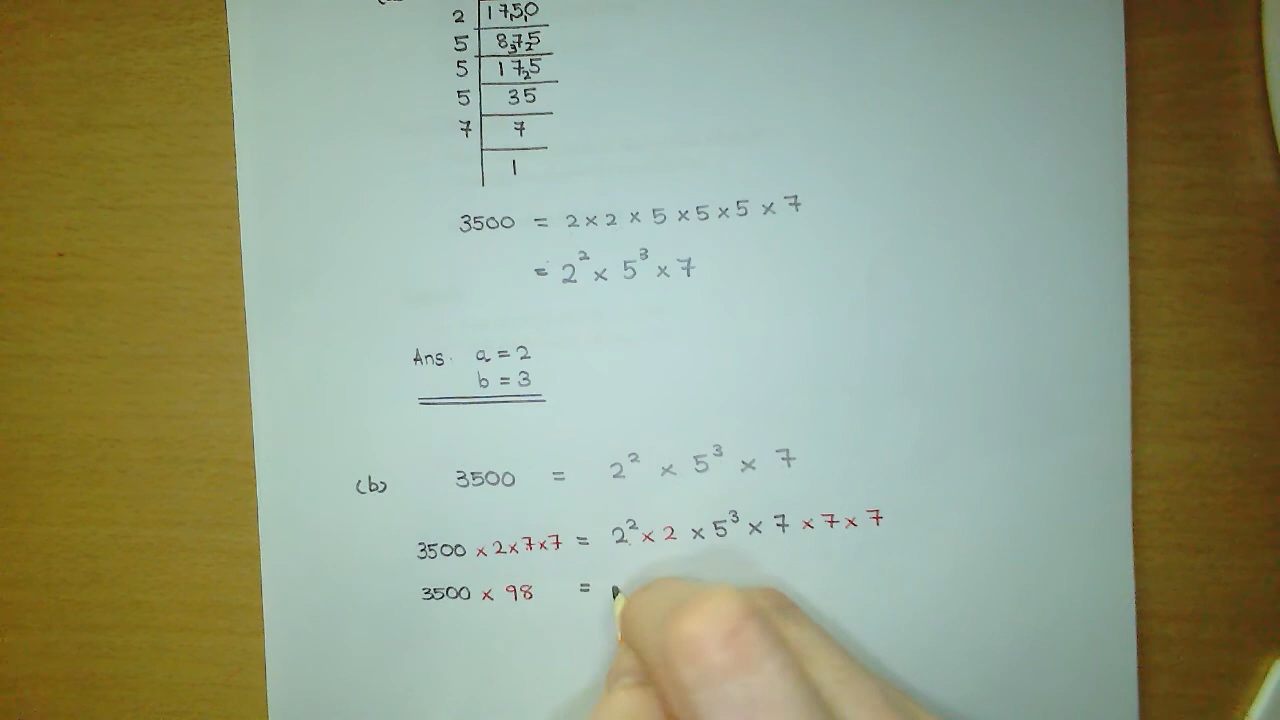 2 1750
5 875
5 175
5 35
7 7
1
3500 = 2 × 2 × 5 × 5 × 5 × 7
= 2² × 5³ × 7
Ans. a = 2
b = 3
(b) 3500 = 2² × 5³ × 7
3500 × 2 × 7 × 7 = 2² × 2 × 5³ × 7 × 7 × 7
3500 × 98 =